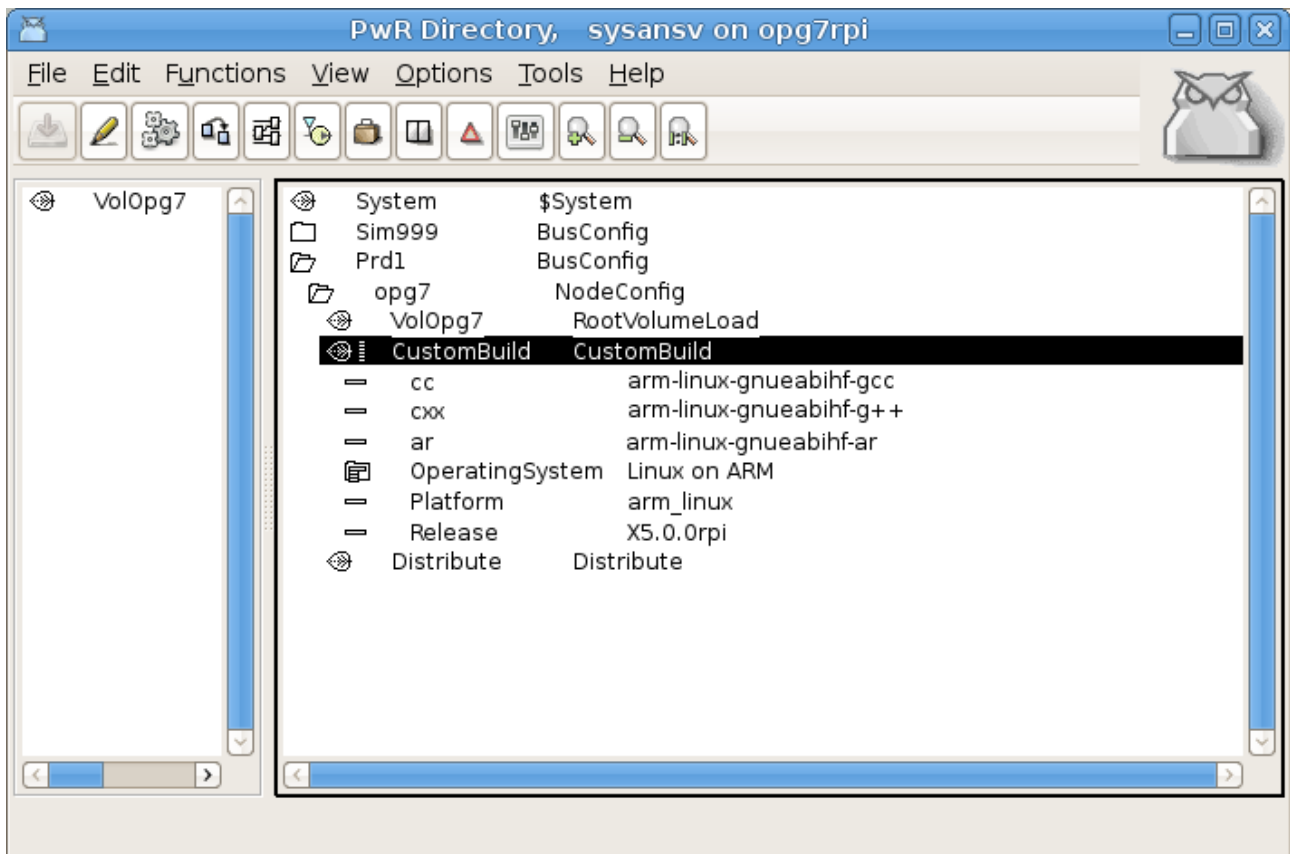 PwR Directory, sysansv on opg7rpi
File Edit Functions View Options Tools Help
VolOpg7
System $System
Sim999 BusConfig
Prd1 BusConfig
opg7 NodeConfig
VolOpg7 RootVolumeLoad
CustomBuild CustomBuild
cc arm-linux-gnueabihf-gcc
cxx arm-linux-gnueabihf-g++
ar arm-linux-gnueabihf-ar
OperatingSystem Linux on ARM
Platform arm_linux
Release X5.0.0rpi
Distribute Distribute